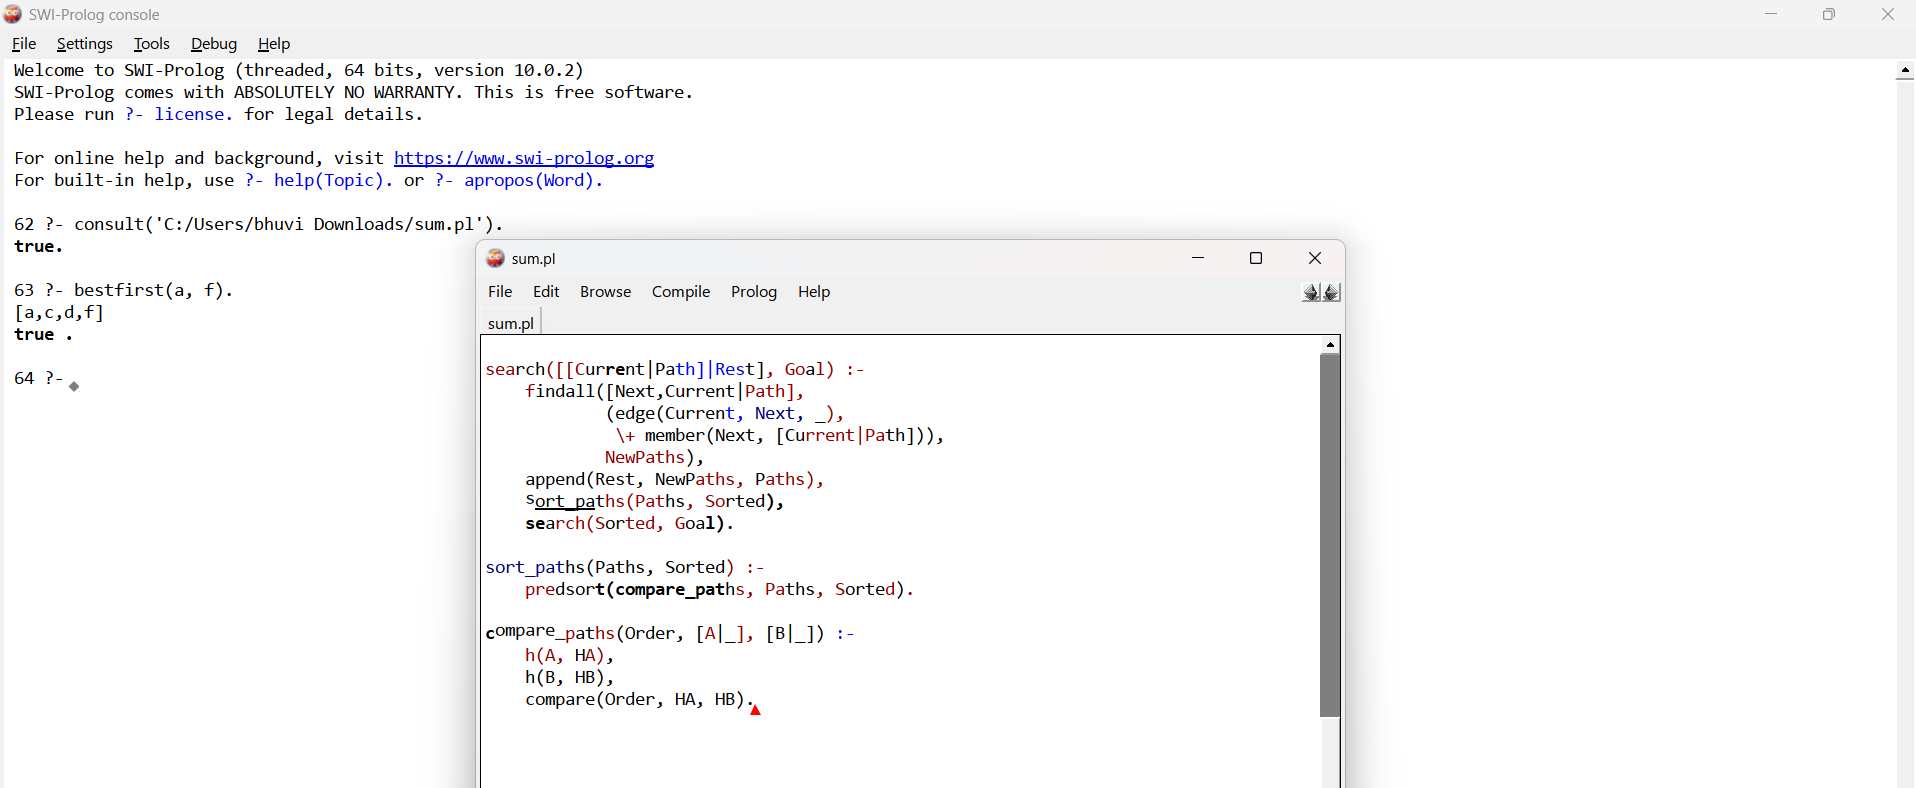 SWI-Prolog console
File Settings Tools Debug Help
Welcome to SWI-Prolog (threaded, 64 bits, version 10.0.2)
SWI-Prolog comes with ABSOLUTELY NO WARRANTY. This is free software.
Please run ?- license. for legal details.
For online help and background, visit https://www.swi-prolog.org
For built-in help, use ?- help(Topic). or ?- apropos(Word).
62 ?- consult('C:/Users/bhuvi Downloads/sum.pl').
true.
63 ?- bestfirst(a, f).
[a,c,d,f]
true .
64 ?-
sum.pl
File Edit Browse Compile Prolog Help
sum.pl
search([[Current|Path]|Rest], Goal) :-
    findall([Next,Current|Path],
            (edge(Current, Next, _),
             \+ member(Next, [Current|Path])),
            NewPaths),
    append(Rest, NewPaths, Paths),
    sort_paths(Paths, Sorted),
    search(Sorted, Goal).
sort_paths(Paths, Sorted) :-
    predsort(compare_paths, Paths, Sorted).
compare_paths(Order, [A|_], [B|_]) :-
    h(A, HA),
    h(B, HB),
    compare(Order, HA, HB).